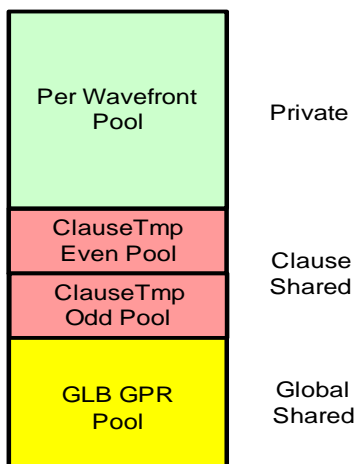 Per Wavefront
Pool
Private
ClauseTmp
Even Pool
ClauseTmp
Odd Pool
Clause
Shared
GLB GPR
Pool
Global
Shared